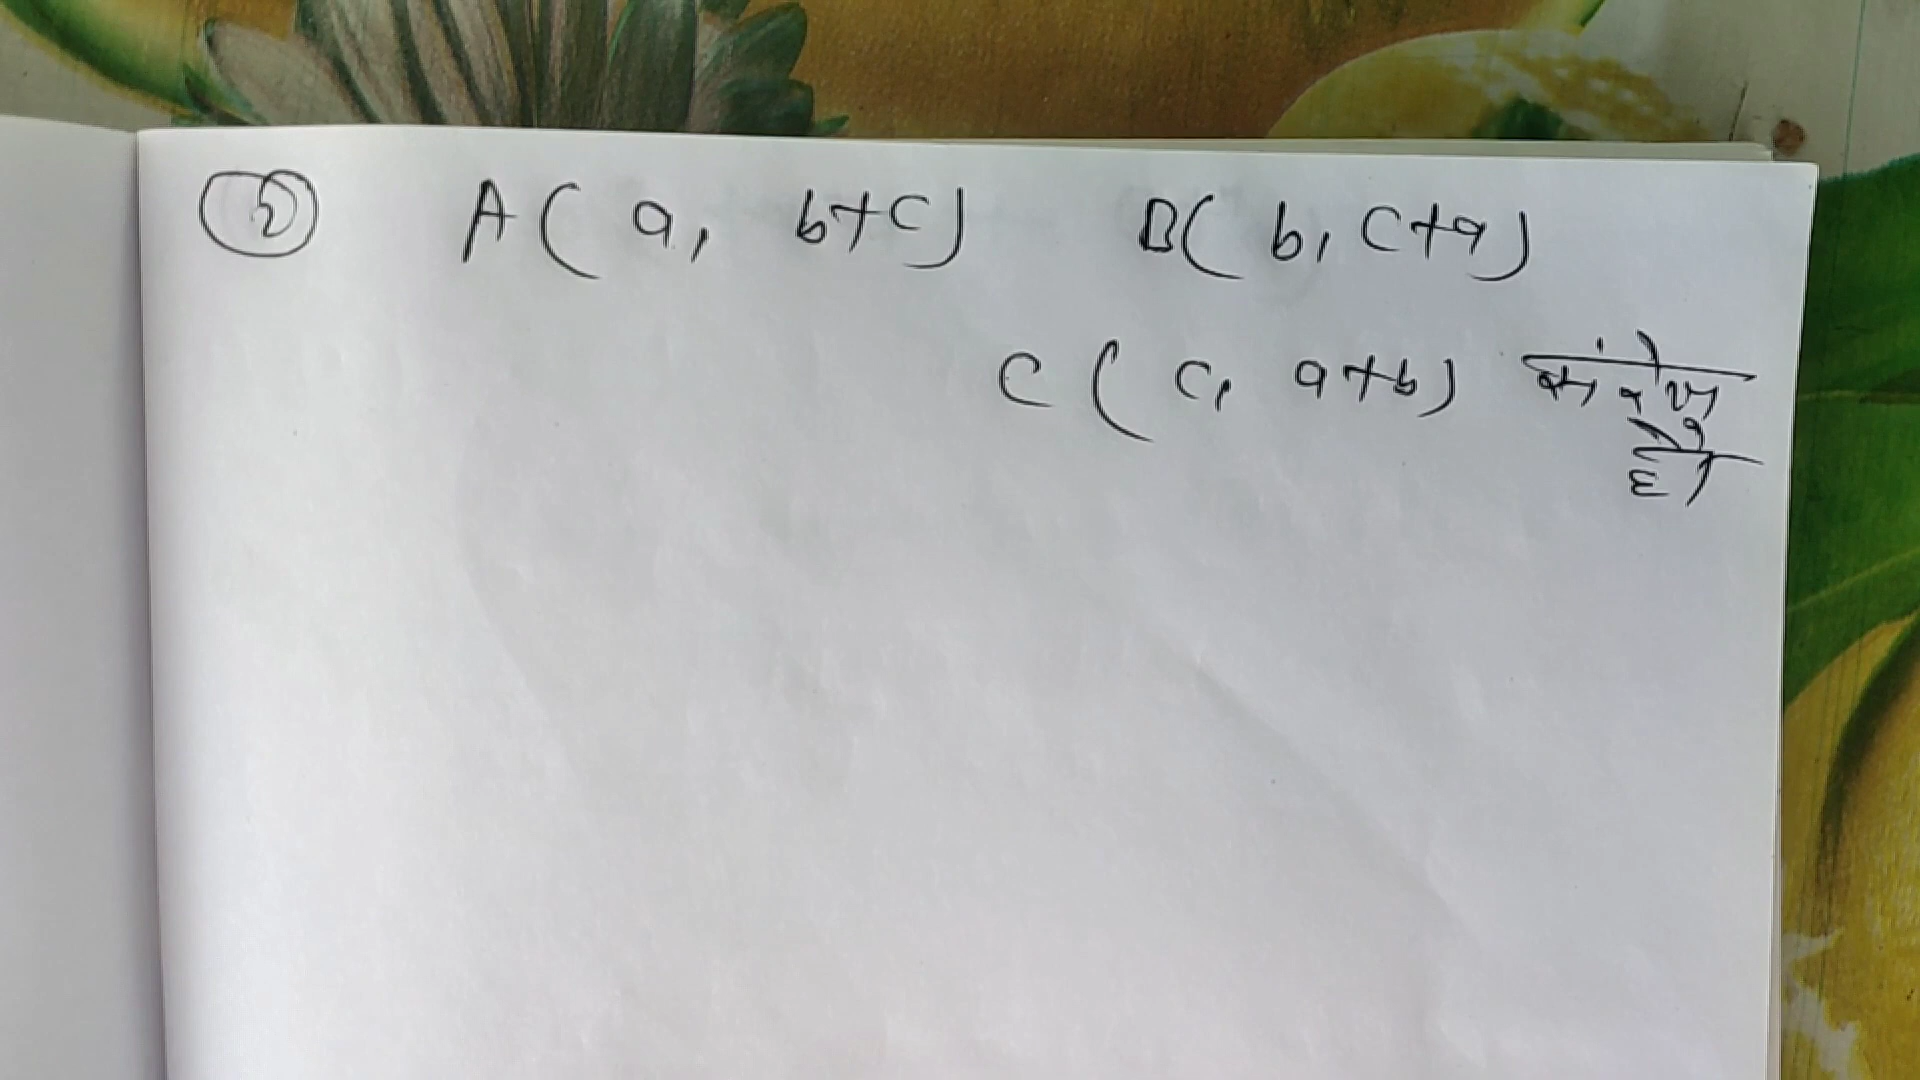 2 A( a, b+c) B( b, c+a)
C ( c, a+b) संरेख
है